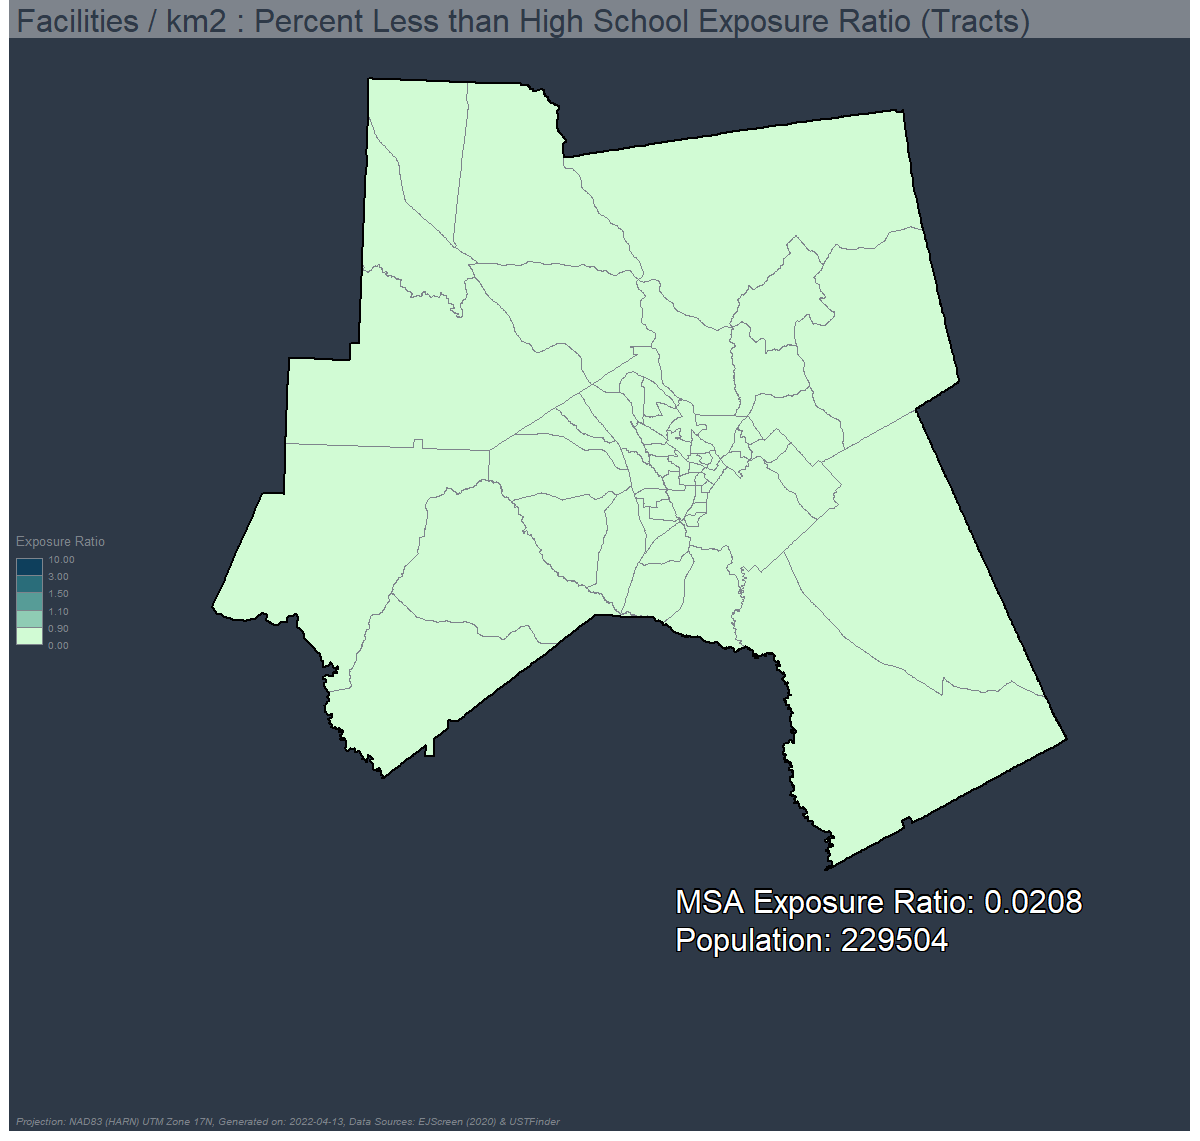 Facilities / km2 : Percent Less than High School Exposure Ratio (Tracts)
Exposure Ratio
10.00
3.00
1.50
1.10
0.90
0.00
MSA Exposure Ratio: 0.0208
Population: 229504
Projection: NAD83 (HARN) UTM Zone 17N, Generated on: 2022-04-13, Data Sources: EJScreen (2020) & USTFinder